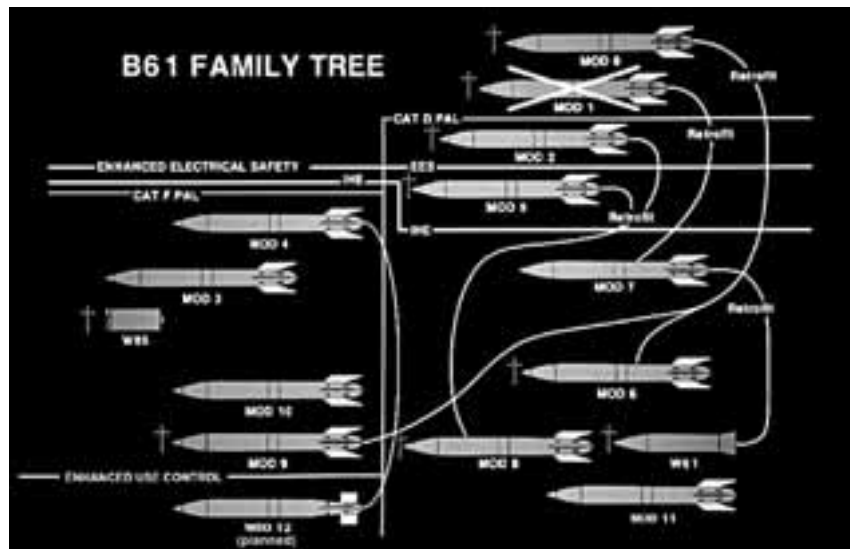 B61 FAMILY TREE
MOD 0
Retrofit
MOD 1
CAT D PAL
Retrofit
MOD 2
ENHANCED ELECTRICAL SAFETY
EES
IHE
CAT F PAL
MOD 5
Retrofit
MOD 4
IHE
MOD 3
MOD 7
W85
Retrofit
MOD 10
MOD 6
MOD 9
MOD 8
W61
ENHANCED USE CONTROL
MOD 11
MOD 12
(planned)